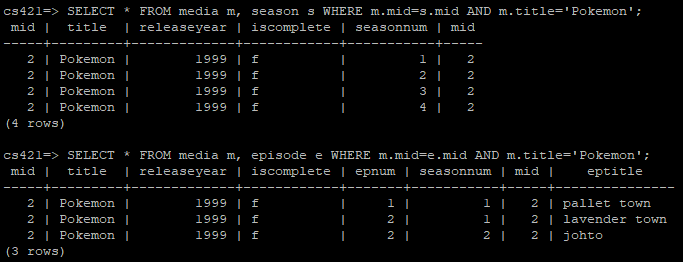 cs421=> SELECT * FROM media m, season s WHERE m.mid=s.mid AND m.title='Pokemon';
 mid |  title  | releaseyear | iscomplete | seasonnum | mid
-----+---------+-------------+------------+-----------+-----
   2 | Pokemon |        1999 | f          |         1 |   2
   2 | Pokemon |        1999 | f          |         2 |   2
   2 | Pokemon |        1999 | f          |         3 |   2
   2 | Pokemon |        1999 | f          |         4 |   2
(4 rows)

cs421=> SELECT * FROM media m, episode e WHERE m.mid=e.mid AND m.title='Pokemon';
 mid |  title  | releaseyear | iscomplete | epnum | seasonnum | mid |    eptitle
-----+---------+-------------+------------+-------+-----------+-----+---------------
   2 | Pokemon |        1999 | f          |     1 |         1 |   2 | pallet town
   2 | Pokemon |        1999 | f          |     2 |         1 |   2 | lavender town
   2 | Pokemon |        1999 | f          |     2 |         2 |   2 | johto
(3 rows)